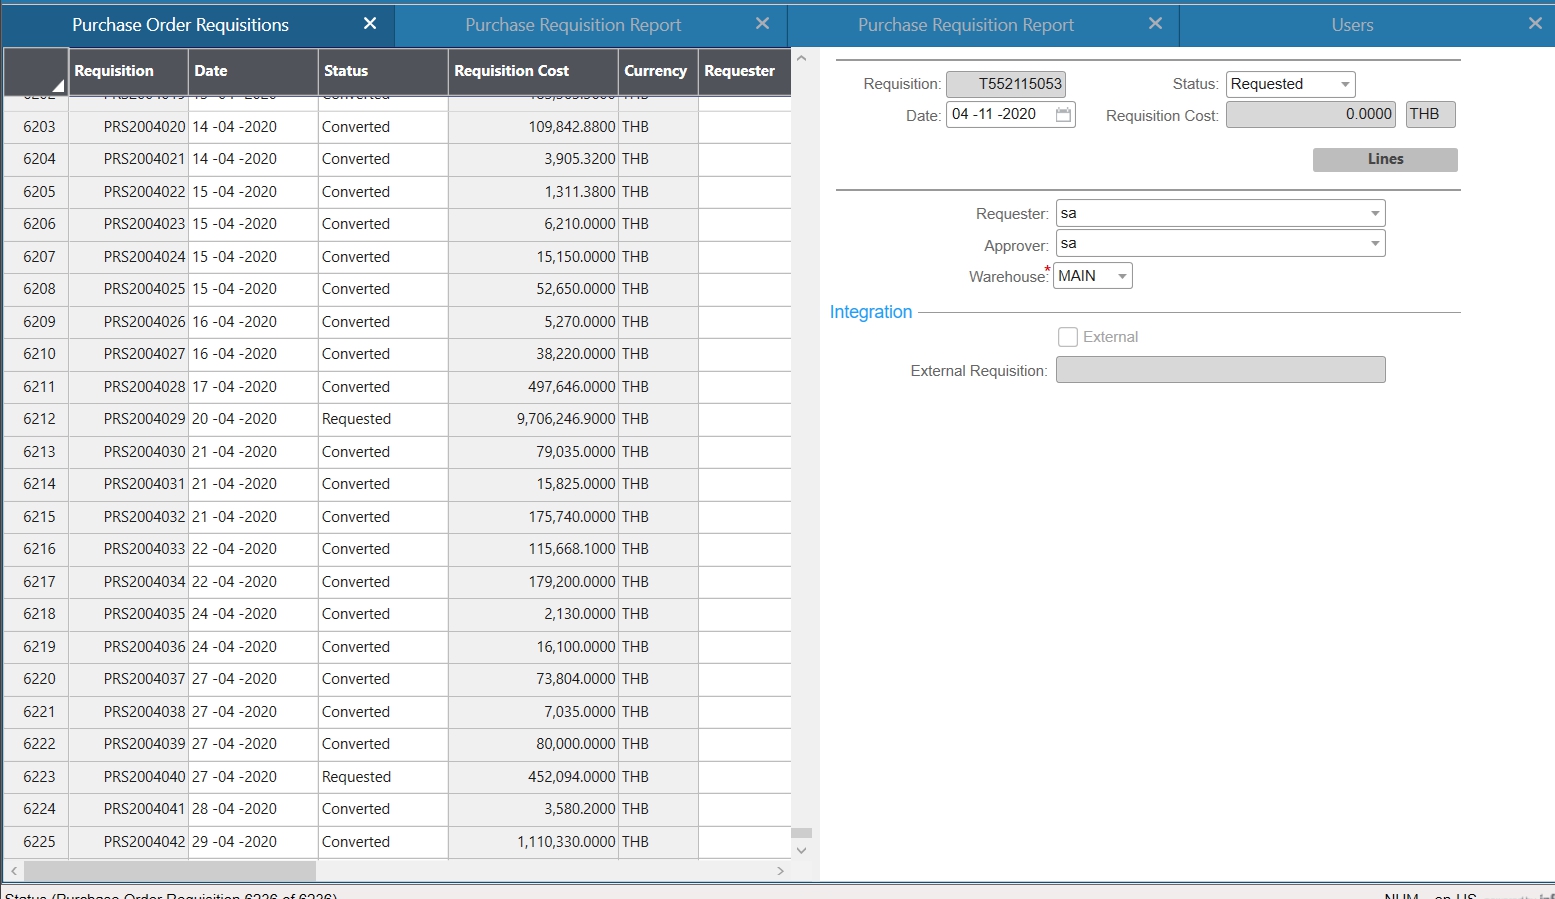 Purchase Order Requisitions Purchase Requisition Report Purchase Requisition Report Users
Requisition Date Status Requisition Cost Currency Requester
6203 PRS2004020 14 -04 -2020 Converted 109,842.8800 THB
6204 PRS2004021 14 -04 -2020 Converted 3,905.3200 THB
6205 PRS2004022 15 -04 -2020 Converted 1,311.3800 THB
6206 PRS2004023 15 -04 -2020 Converted 6,210.0000 THB
6207 PRS2004024 15 -04 -2020 Converted 15,150.0000 THB
6208 PRS2004025 15 -04 -2020 Converted 52,650.0000 THB
6209 PRS2004026 16 -04 -2020 Converted 5,270.0000 THB
6210 PRS2004027 16 -04 -2020 Converted 38,220.0000 THB
6211 PRS2004028 17 -04 -2020 Converted 497,646.0000 THB
6212 PRS2004029 20 -04 -2020 Requested 9,706,246.9000 THB
6213 PRS2004030 21 -04 -2020 Converted 79,035.0000 THB
6214 PRS2004031 21 -04 -2020 Converted 15,825.0000 THB
6215 PRS2004032 21 -04 -2020 Converted 175,740.0000 THB
6216 PRS2004033 22 -04 -2020 Converted 115,668.1000 THB
6217 PRS2004034 22 -04 -2020 Converted 179,200.0000 THB
6218 PRS2004035 24 -04 -2020 Converted 2,130.0000 THB
6219 PRS2004036 24 -04 -2020 Converted 16,100.0000 THB
6220 PRS2004037 27 -04 -2020 Converted 73,804.0000 THB
6221 PRS2004038 27 -04 -2020 Converted 7,035.0000 THB
6222 PRS2004039 27 -04 -2020 Converted 80,000.0000 THB
6223 PRS2004040 27 -04 -2020 Requested 452,094.0000 THB
6224 PRS2004041 28 -04 -2020 Converted 3,580.2000 THB
6225 PRS2004042 29 -04 -2020 Converted 1,110,330.0000 THB
Requisition: T552115053 Status: Requested
Date: 04 -11 -2020 Requisition Cost: 0.0000 THB
Lines
Requester: sa
Approver: sa
Warehouse:* MAIN
Integration
External
External Requisition:
Status (Purchase Order Requisition 6236 of 6236) NUM en-US